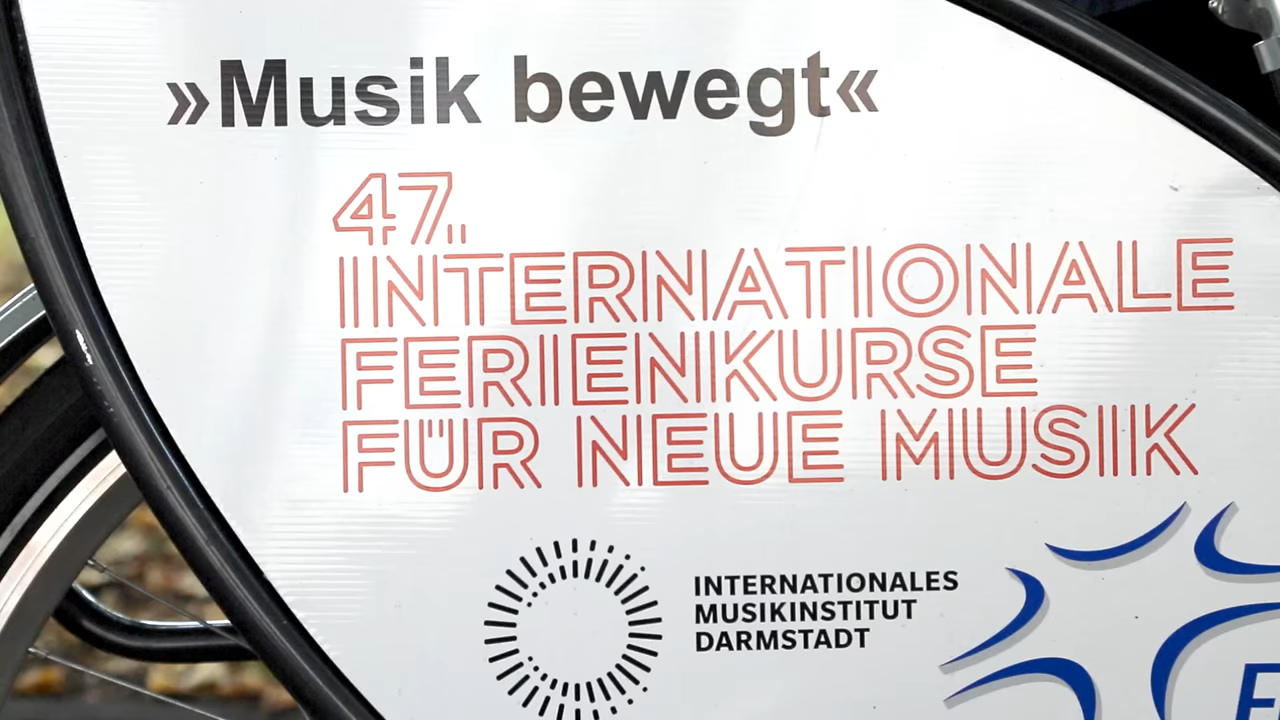 »Musik bewegt«
47.
INTERNATIONALE
FERIENKURSE
FÜR NEUE MUSIK
INTERNATIONALES
MUSIKINSTITUT
DARMSTADT